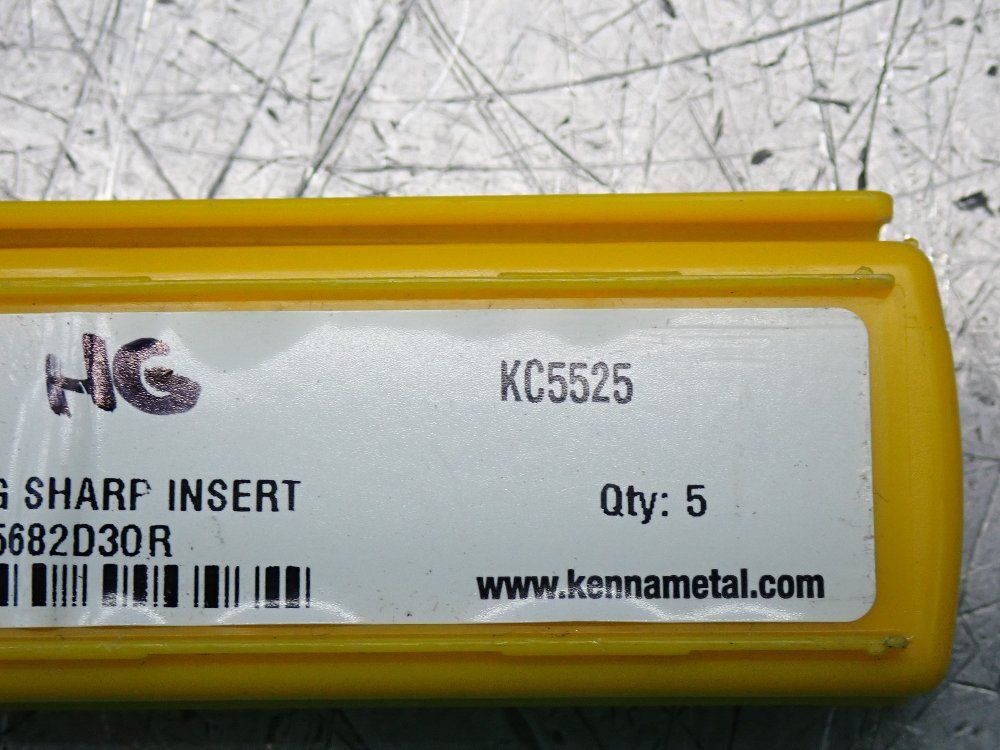 HG
KC5525
G SHARP INSERT
Qty: 5
5682D30R
www.kennametal.com